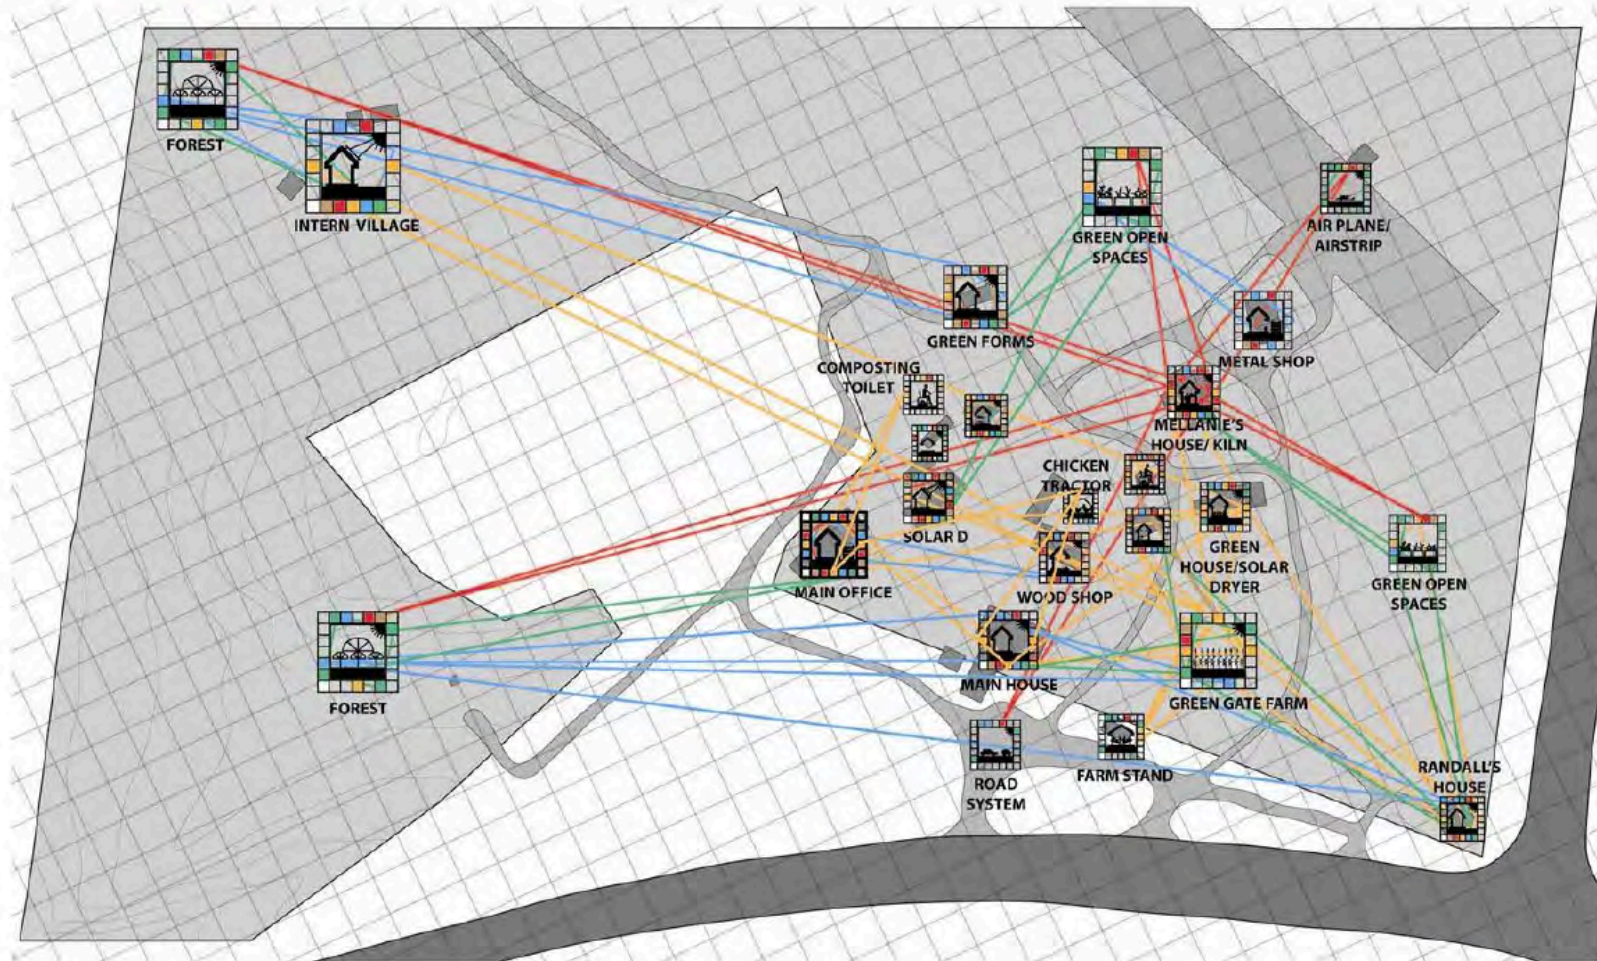 FOREST
INTERN VILLAGE
GREEN OPEN
SPACES
AIR PLANE/
AIRSTRIP
GREEN FORMS
METAL SHOP
COMPOSTING
TOILET
MELLANIE'S
HOUSE/ KILN
CHICKEN
TRACTOR
SOLAR D
GREEN
HOUSE/SOLAR
DRYER
GREEN OPEN
SPACES
MAIN OFFICE
WOOD SHOP
MAIN HOUSE
GREEN GATE FARM
FOREST
ROAD
SYSTEM
FARM STAND
RANDALL'S
HOUSE